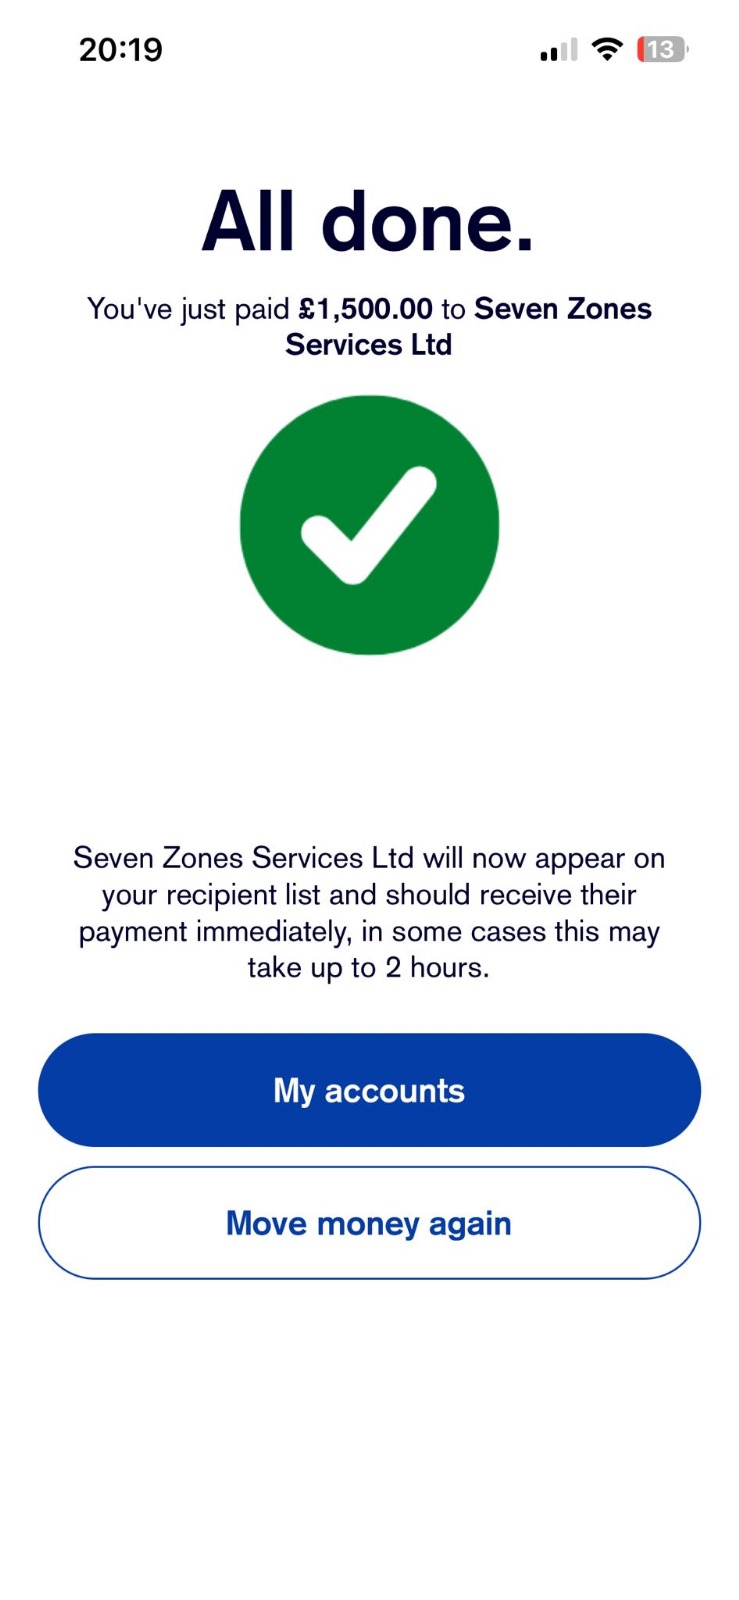 20:19
13
All done.
You've just paid £1,500.00 to Seven Zones
Services Ltd
Seven Zones Services Ltd will now appear on
your recipient list and should receive their
payment immediately, in some cases this may
take up to 2 hours.
My accounts
Move money again